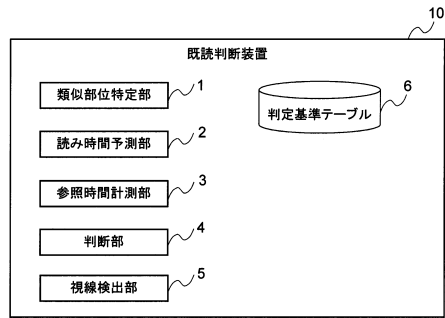 10
既読判断装置
類似部位特定部 1
判定基準テーブル 6
読み時間予測部 2
参照時間計測部 3
判断部 4
視線検出部 5